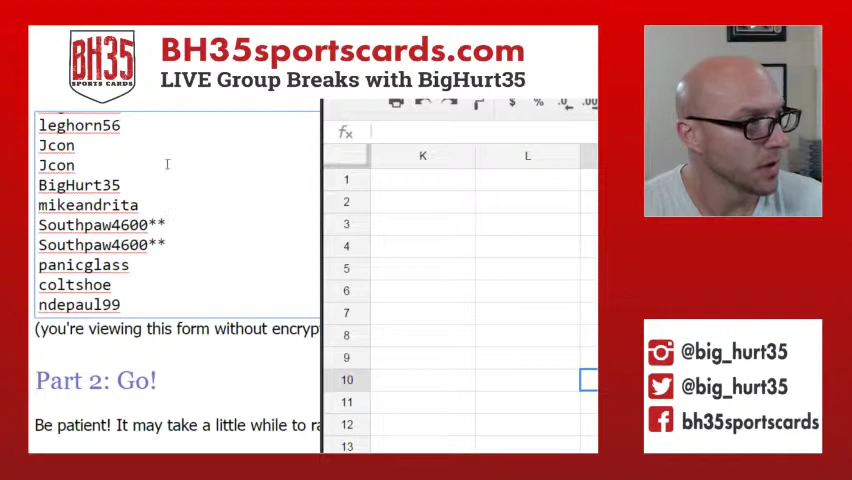 BH35
SPORTS CARDS
BH35sportscards.com
LIVE Group Breaks with BigHurt35
leghorn56
Jcon
Jcon
BigHurt35
mikeandrita
Southpaw4600**
Southpaw4600**
panicglass
coltshoe
ndepaul99
(you're viewing this form without encryp
Part 2: Go!
Be patient! It may take a little while to ra
$ % .0 .00
fx
K L
1
2
3
4
5
6
7
8
9
10
11
12
13
@big_hurt35
@big_hurt35
bh35sportscards